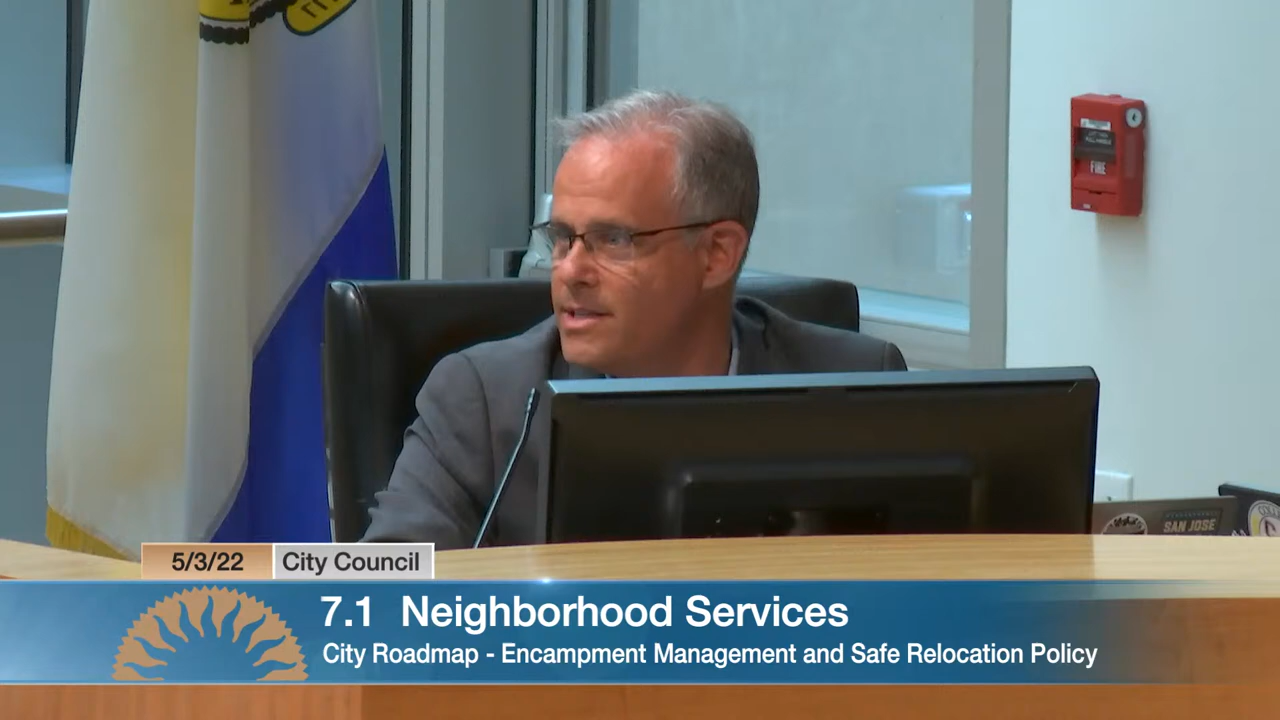 FIRE
SAN JOSE
5/3/22 City Council
7.1 Neighborhood Services
City Roadmap - Encampment Management and Safe Relocation Policy